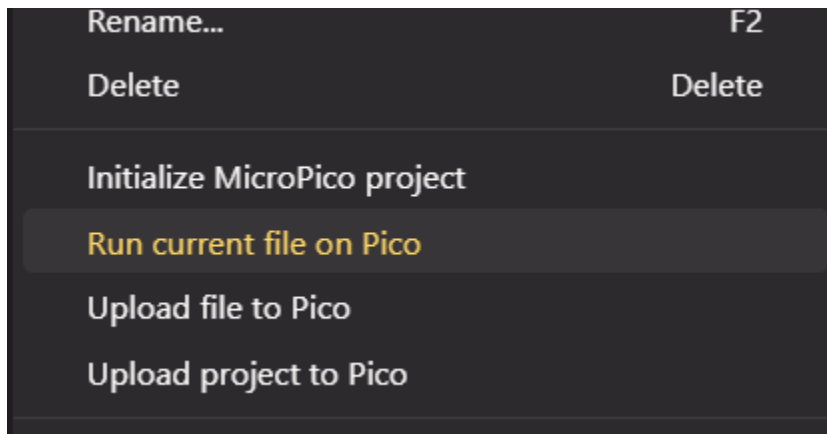 Rename... F2
Delete Delete
Initialize MicroPico project
Run current file on Pico
Upload file to Pico
Upload project to Pico